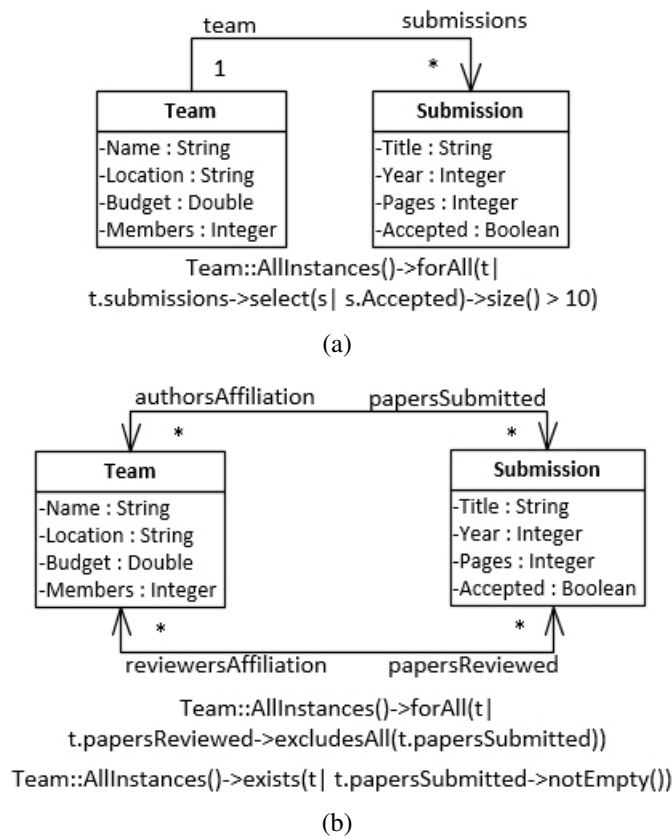 team submissions
1 *
Team Submission
-Name : String -Title : String
-Location : String -Year : Integer
-Budget : Double -Pages : Integer
-Members : Integer -Accepted : Boolean
Team::AllInstances()->forAll(t|
t.submissions->select(s| s.Accepted)->size() > 10)
(a)
authorsAffiliation papersSubmitted
* *
Team Submission
-Name : String -Title : String
-Location : String -Year : Integer
-Budget : Double -Pages : Integer
-Members : Integer -Accepted : Boolean
* *
reviewersAffiliation papersReviewed
Team::AllInstances()->forAll(t|
t.papersReviewed->excludesAll(t.papersSubmitted))
Team::AllInstances()->exists(t| t.papersSubmitted->notEmpty())
(b)